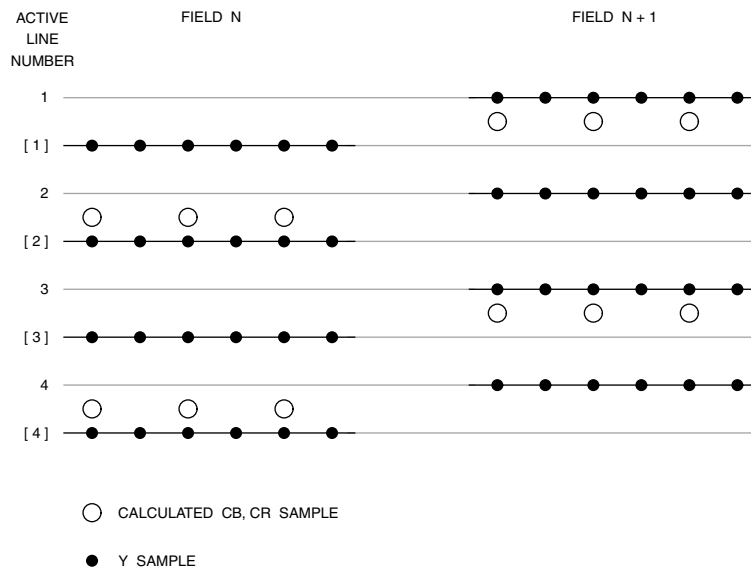 ACTIVE
LINE
NUMBER
FIELD N
FIELD N + 1
1
[ 1 ]
2
[ 2 ]
3
[ 3 ]
4
[ 4 ]
CALCULATED CB, CR SAMPLE
Y SAMPLE